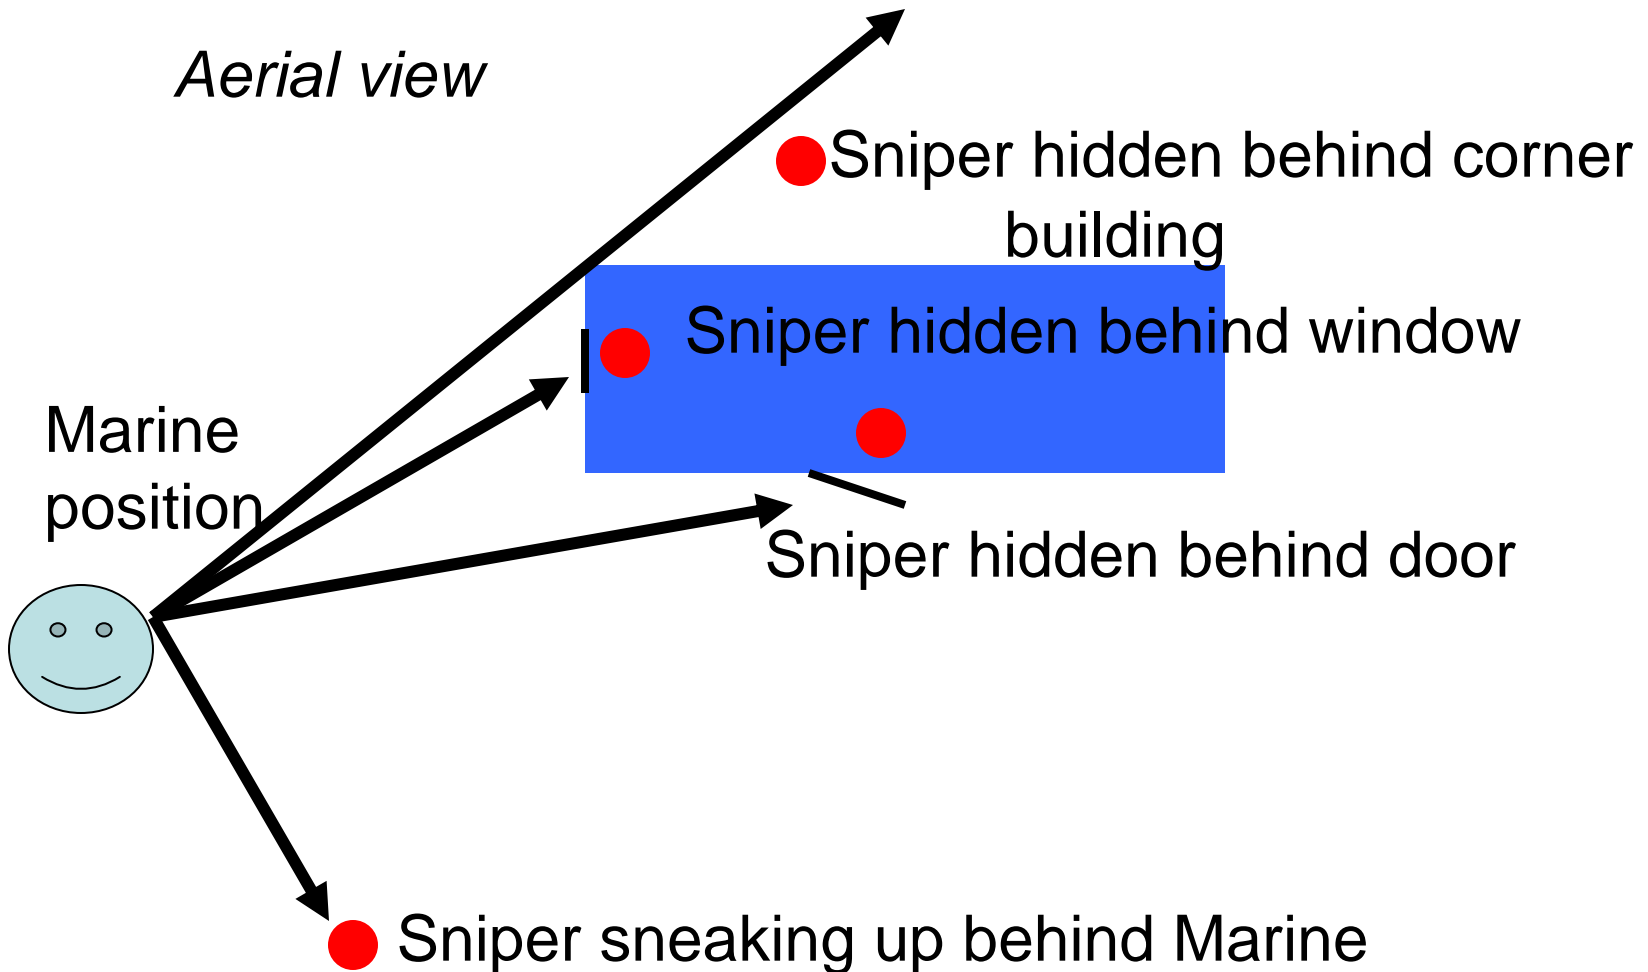 Aerial view
Sniper hidden behind corner
building
Sniper hidden behind window
Marine
position
Sniper hidden behind door
Sniper sneaking up behind Marine